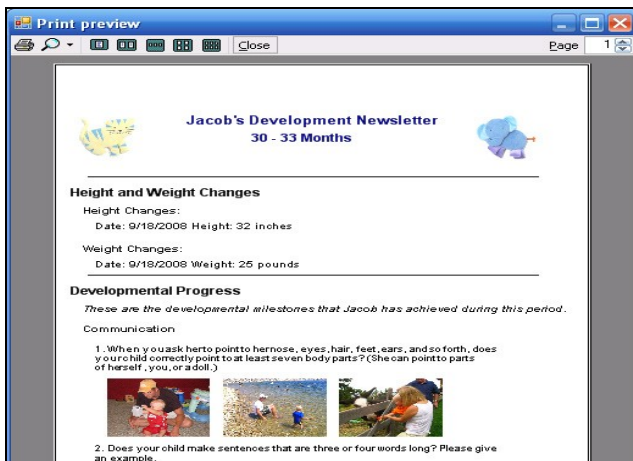 Print preview
Close Page 1
Jacob's Development Newsletter
30 - 33 Months
Height and Weight Changes
Height Changes:
Date: 9/18/2008 Height: 32 inches
Weight Changes:
Date: 9/18/2008 Weight: 25 pounds
Developmental Progress
These are the developmental milestones that Jacob has achieved during this period.
Communication
1. When you ask her to point to her nose, eyes, hair, feet, ears, and so forth, does
your child correctly point to at least seven body parts? (She can point to parts
of herself, you, or a doll.)
2. Does your child make sentences that are three or four words long? Please give
an example.